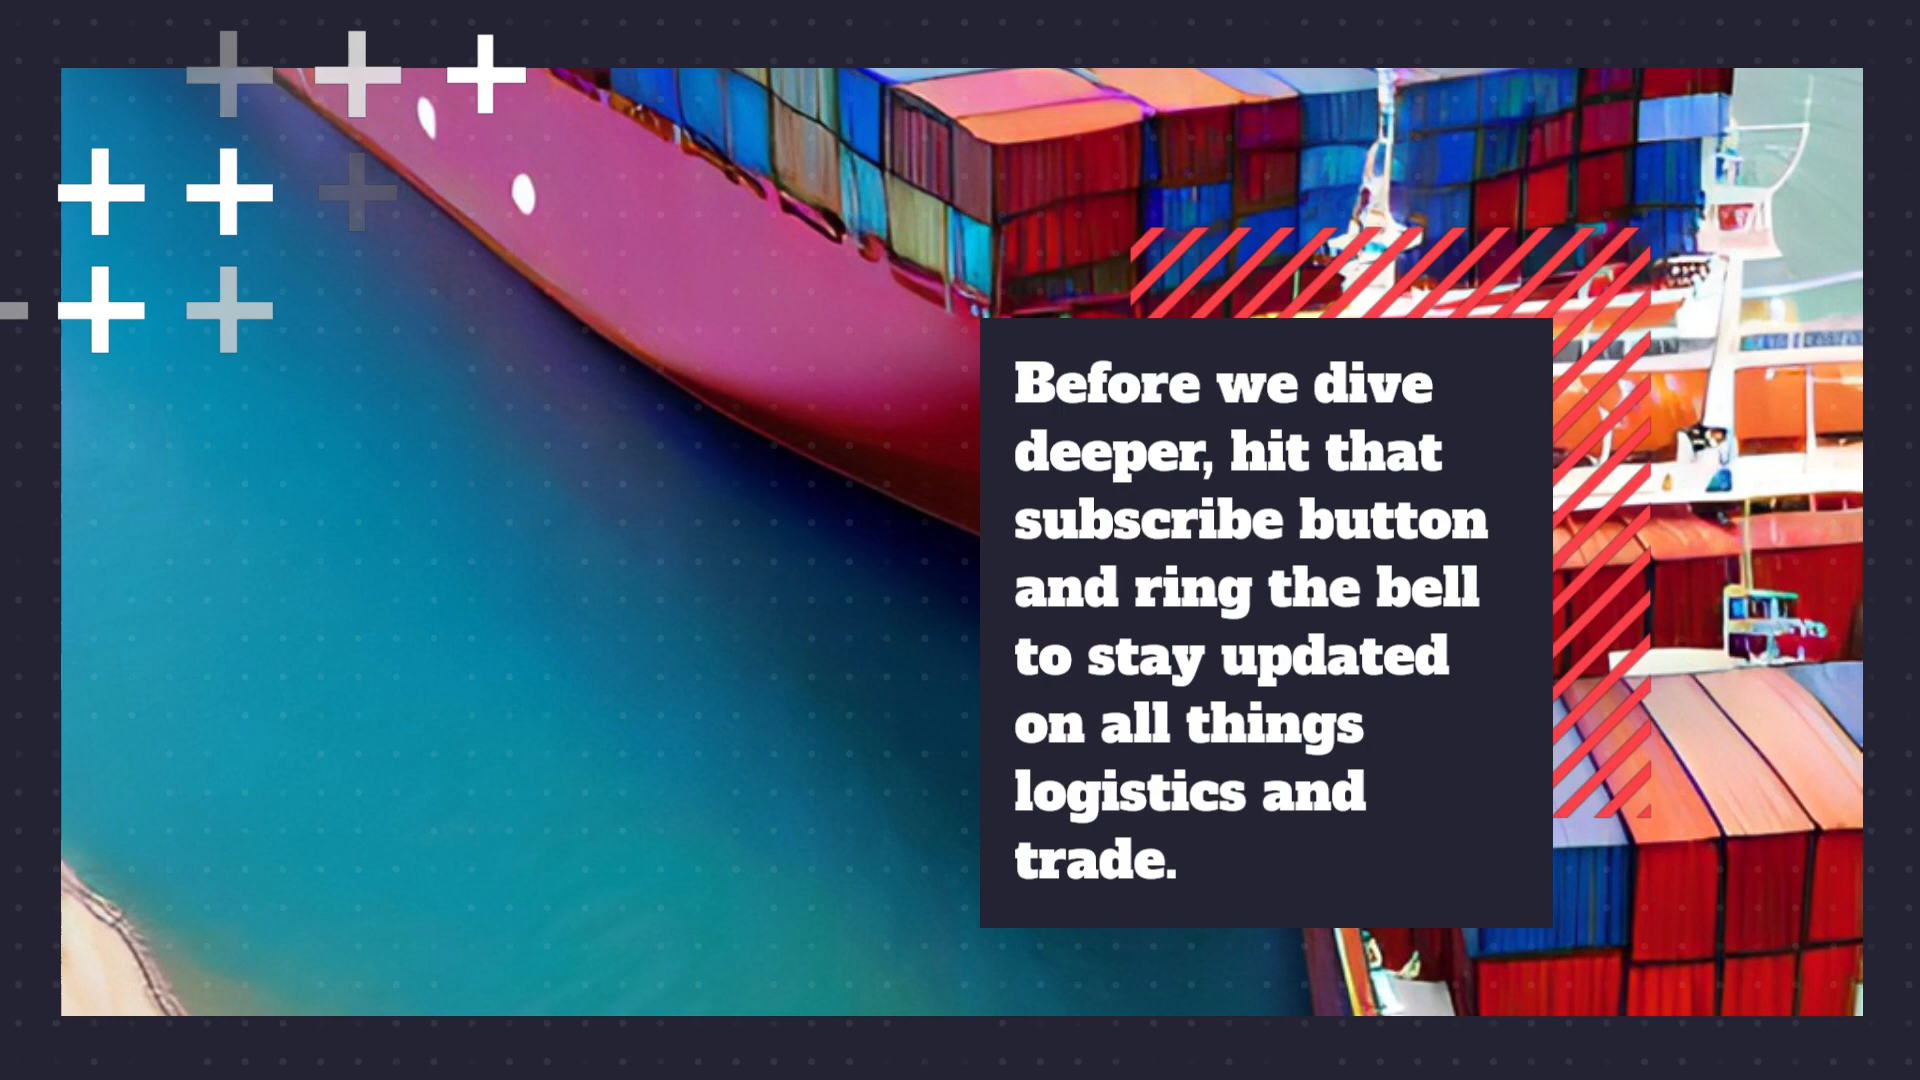 Before we dive
deeper, hit that
subscribe button
and ring the bell
to stay updated
on all things
logistics and
trade.